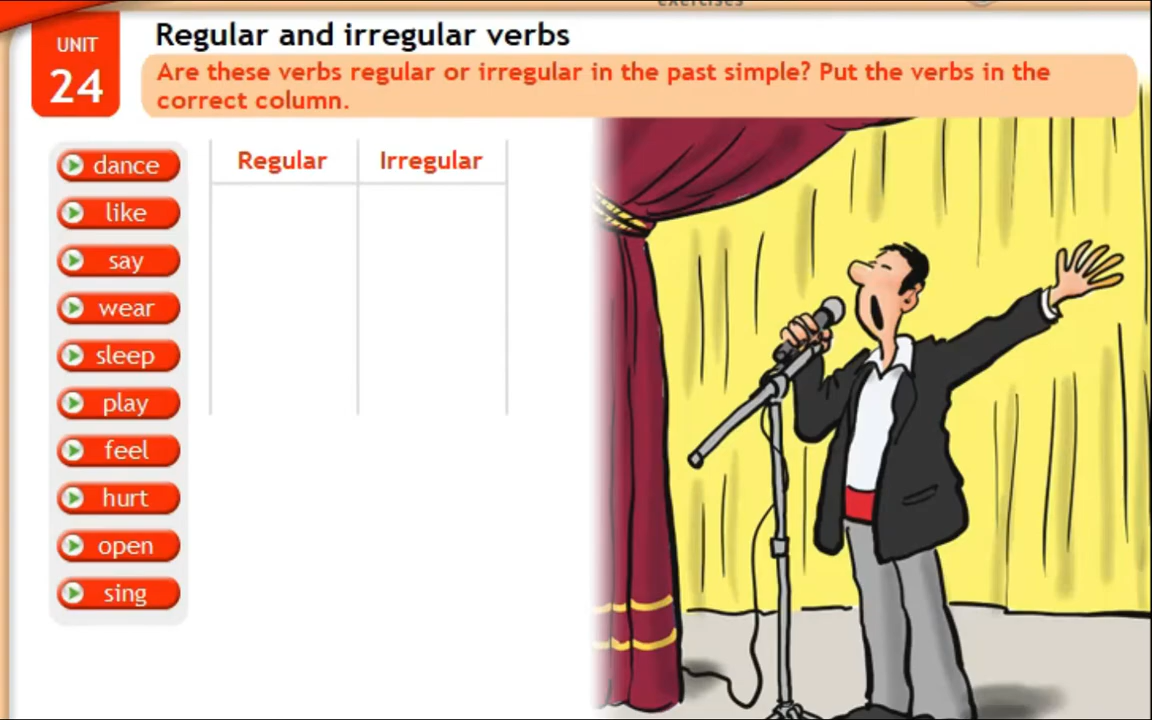 exercises
UNIT
24
Regular and irregular verbs
Are these verbs regular or irregular in the past simple? Put the verbs in the
correct column.
Regular Irregular
dance
like
say
wear
sleep
play
feel
hurt
open
sing